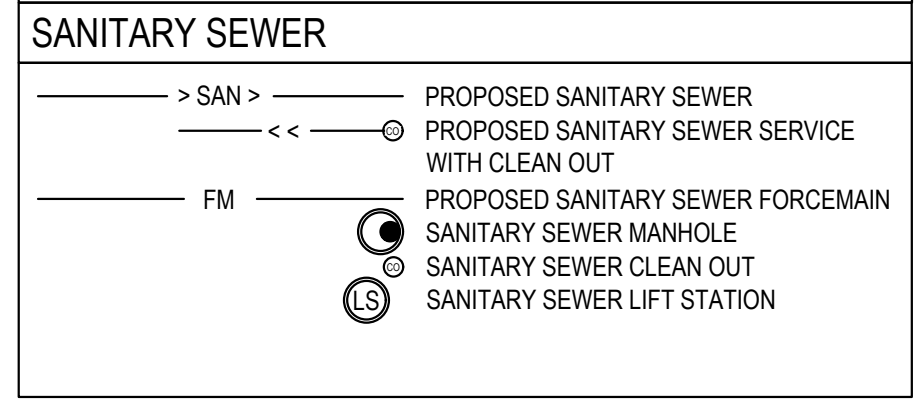 SANITARY SEWER
> SAN > PROPOSED SANITARY SEWER
< < CO PROPOSED SANITARY SEWER SERVICE
WITH CLEAN OUT
FM PROPOSED SANITARY SEWER FORCEMAIN
SANITARY SEWER MANHOLE
CO SANITARY SEWER CLEAN OUT
LS SANITARY SEWER LIFT STATION